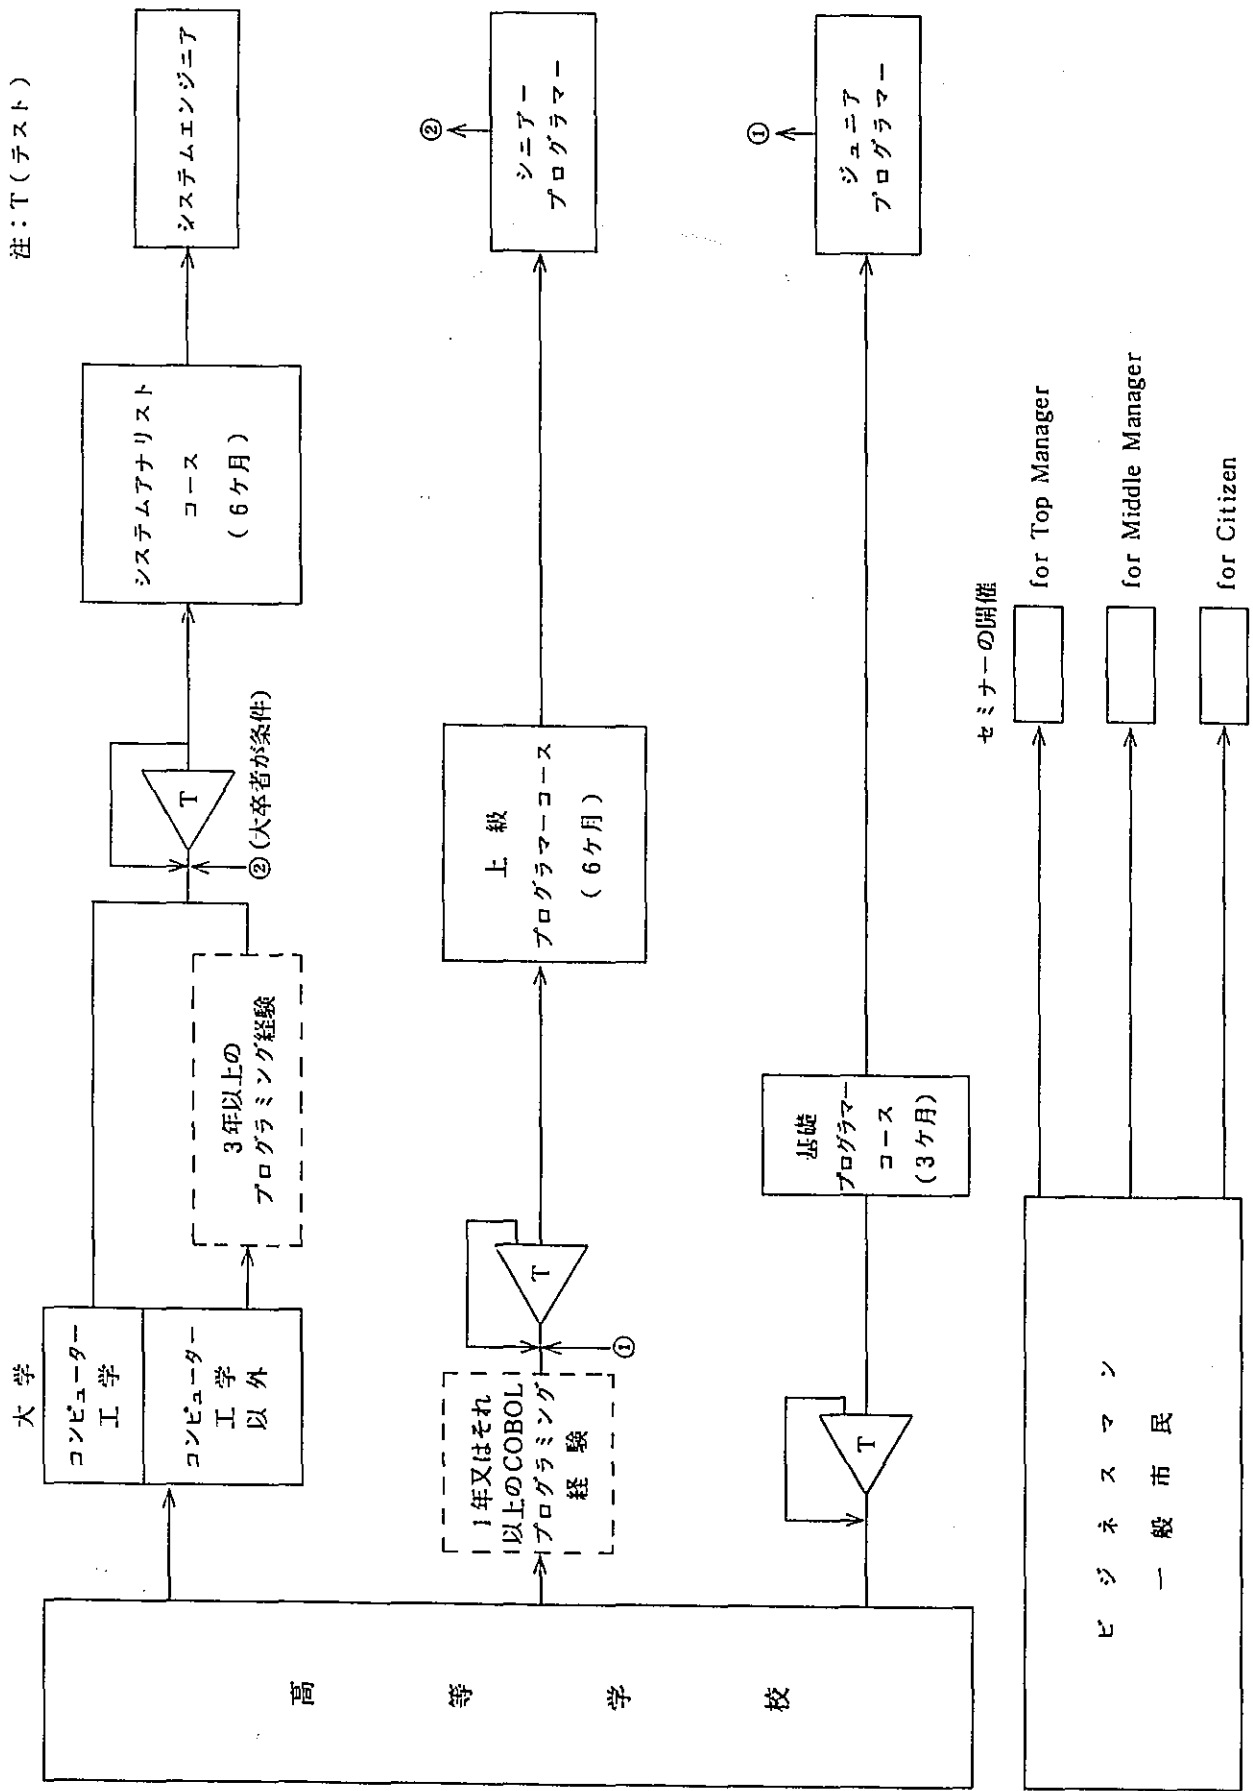 注：T（テスト）
大　学
コンピューター
工　学
コンピューター
工　学
以　外
3年以上の
プログラミング経験
T
②(大卒者が条件)
システムアナリスト
コース
（6ケ月）
システムエンジニア
高　等　学　校
1年又はそれ
以上のCOBOL
プログラミング
経　験
①
T
上　級
プログラマーコース
（6ケ月）
②
シニアー
プログラマー
T
基礎
プログラマー
コース
（3ケ月）
①
ジュニア
プログラマー
セミナーの開催
ビ　ジ　ネ　ス　マ　ン
一　般　市　民
for Top Manager
for Middle Manager
for Citizen